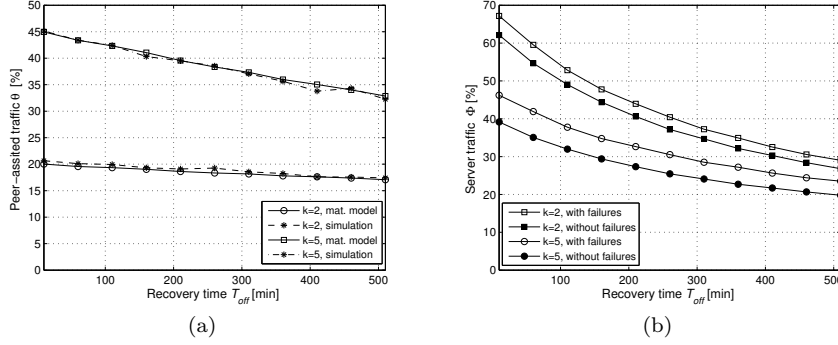 50
45
40
35
30
25
20
15
10
5
0
Peer−assited traffic θ [%]
100 200 300 400 500
Recovery time T_off [min]
k=2, mat. model
k=2, simulation
k=5, mat. model
k=5, simulation
(a)
70
60
50
40
30
20
10
0
Server traffic Φ [%]
100 200 300 400 500
Recovery time T_off [min]
k=2, with failures
k=2, without failures
k=5, with failures
k=5, without failures
(b)